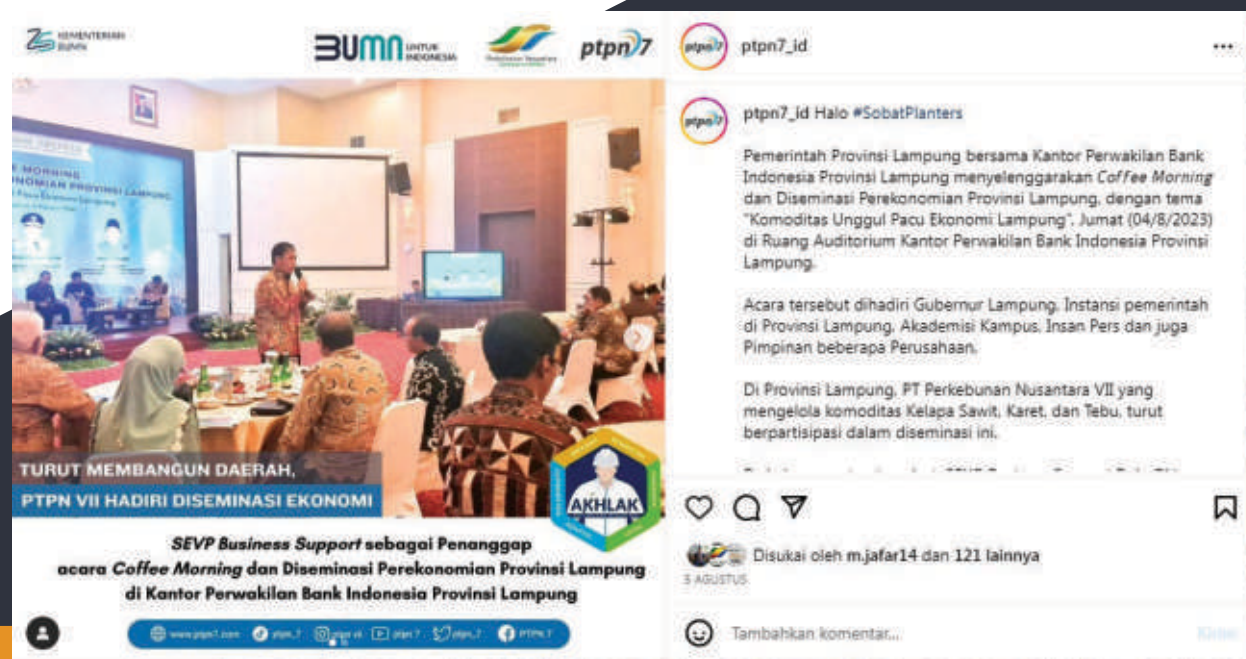 KEMENTERIAN
BUMN
BUMN UNTUK
INDONESIA
ptpn7
MORNING
NOMIAN PROVINSI LAMPUNG
TURUT MEMBANGUN DAERAH,
PTPN VII HADIRI DISEMINASI EKONOMI
AKHLAK
SEVP Business Support sebagai Penanggap
acara Coffee Morning dan Diseminasi Perekonomian Provinsi Lampung
di Kantor Perwakilan Bank Indonesia Provinsi Lampung
www.ptpn7.com
ptpn7_id
ptpn7_id Halo #SobatPlanters
Pemerintah Provinsi Lampung bersama Kantor Perwakilan Bank
Indonesia Provinsi Lampung menyelenggarakan Coffee Morning
dan Diseminasi Perekonomian Provinsi Lampung, dengan tema
"Komoditas Unggul Pacu Ekonomi Lampung", Jumat (04/8/2023)
di Ruang Auditorium Kantor Perwakilan Bank Indonesia Provinsi
Lampung.
Acara tersebut dihadiri Gubernur Lampung, Instansi pemerintah
di Provinsi Lampung, Akademisi Kampus, Insan Pers dan juga
Pimpinan beberapa Perusahaan.
Di Provinsi Lampung, PT Perkebunan Nusantara VII yang
mengelola komoditas Kelapa Sawit, Karet, dan Tebu, turut
berpartisipasi dalam diseminasi ini.
Disukai oleh m.jafar14 dan 121 lainnya
5 AGUSTUS
Tambahkan komentar...
Kirim